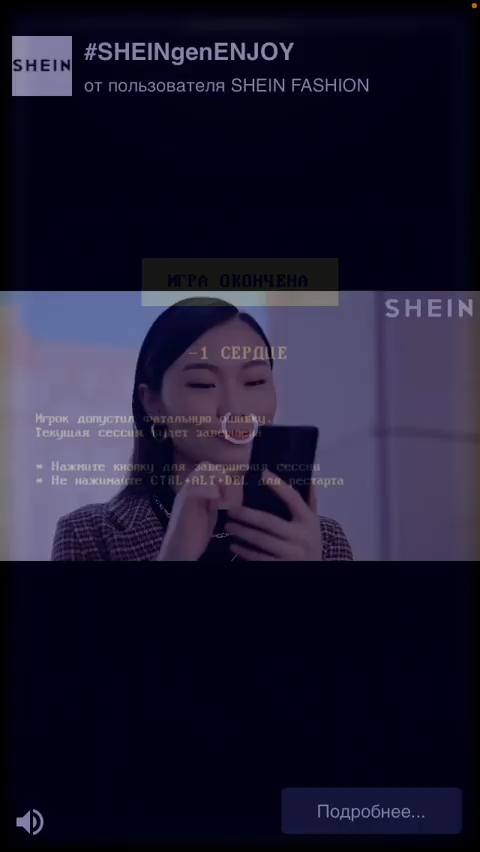 SHEIN
#SHEINgenENJOY
от пользователя SHEIN FASHION
ИГРА ОКОНЧЕНА
SHEIN
-1 СЕРДЦЕ
Игрок допустил фатальную ошибку.
Текущая сессия будет завершена
* Нажмите кнопку для завершения сессии
* Не нажимайте CTRL+ALT+DEL для рестарта
Подробнее...